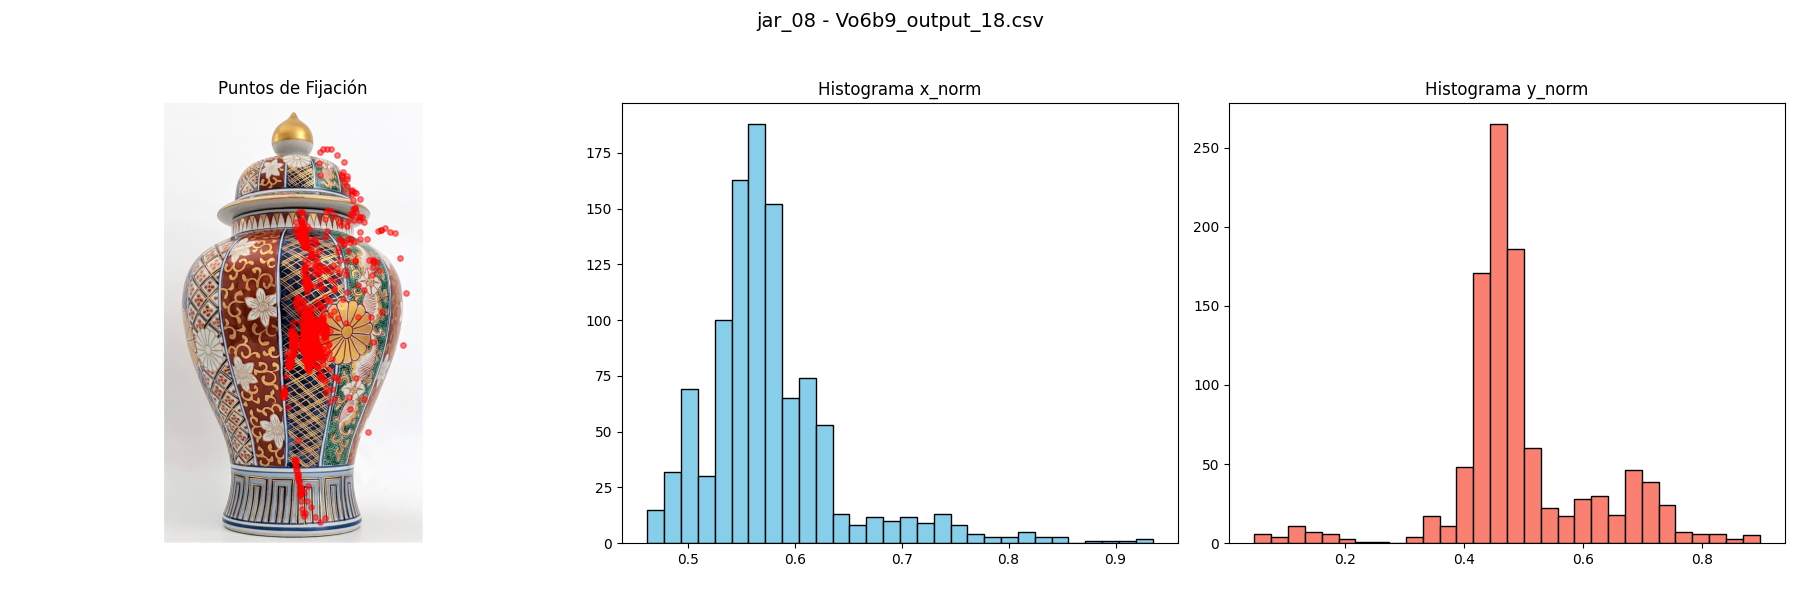 jar_08 - Vo6b9_output_18.csv
Puntos de Fijación
Histograma x_norm
175
150
125
100
75
50
25
0
0.5 0.6 0.7 0.8 0.9
Histograma y_norm
250
200
150
100
50
0
0.2 0.4 0.6 0.8